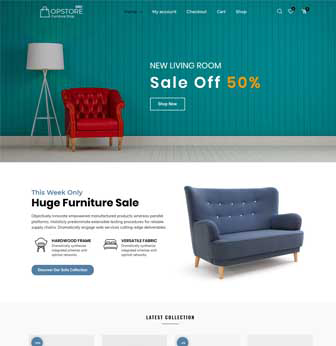 OPSTORE
Furniture Shop
Home
My account
Checkout
Cart
Shop
NEW LIVING ROOM
Sale Off 50%
Shop Now
This Week Only
Huge Furniture Sale
Objectively innovate empowered manufactured products whereas parallel
platforms. Holisticly predominate extensible testing procedures for reliable
supply chains. Dramatically engage web services cutting-edge deliverables.
HARDWOOD FRAME
Dramatically synthesize
integrated schemas and
optimal networks.
VERSATILE FABRIC
Dramatically synthesize
integrated schemas and
optimal networks.
Discover Our Sofa Collection
LATEST COLLECTION